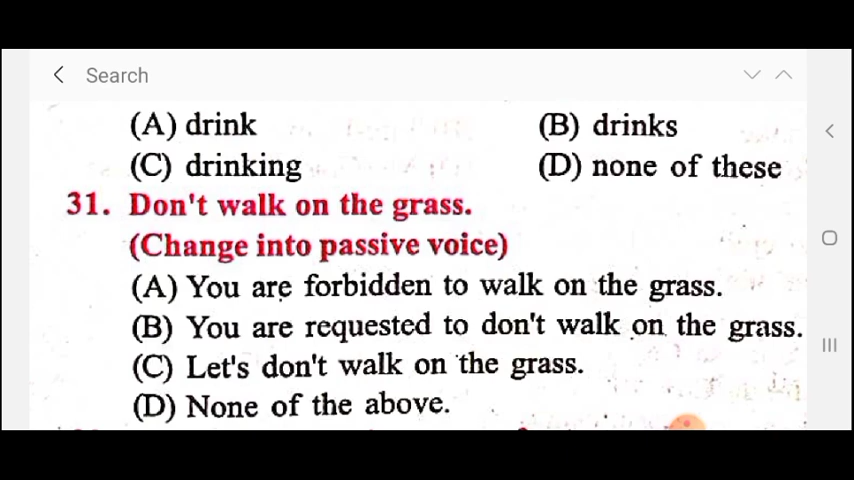 Search
(A) drink (B) drinks
(C) drinking (D) none of these
31. Don't walk on the grass.
(Change into passive voice)
(A) You are forbidden to walk on the grass.
(B) You are requested to don't walk on the grass.
(C) Let's don't walk on the grass.
(D) None of the above.